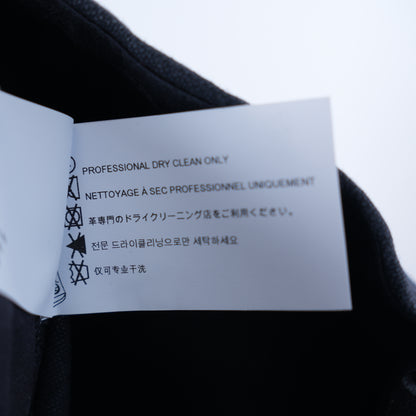 PROFESSIONAL DRY CLEAN ONLY
NETTOYAGE À SEC PROFESSIONNEL UNIQUEMENT
革専門のドライクリーニング店をご利用ください。
전문 드라이클리닝으로만 세탁하세요
仅可专业干洗